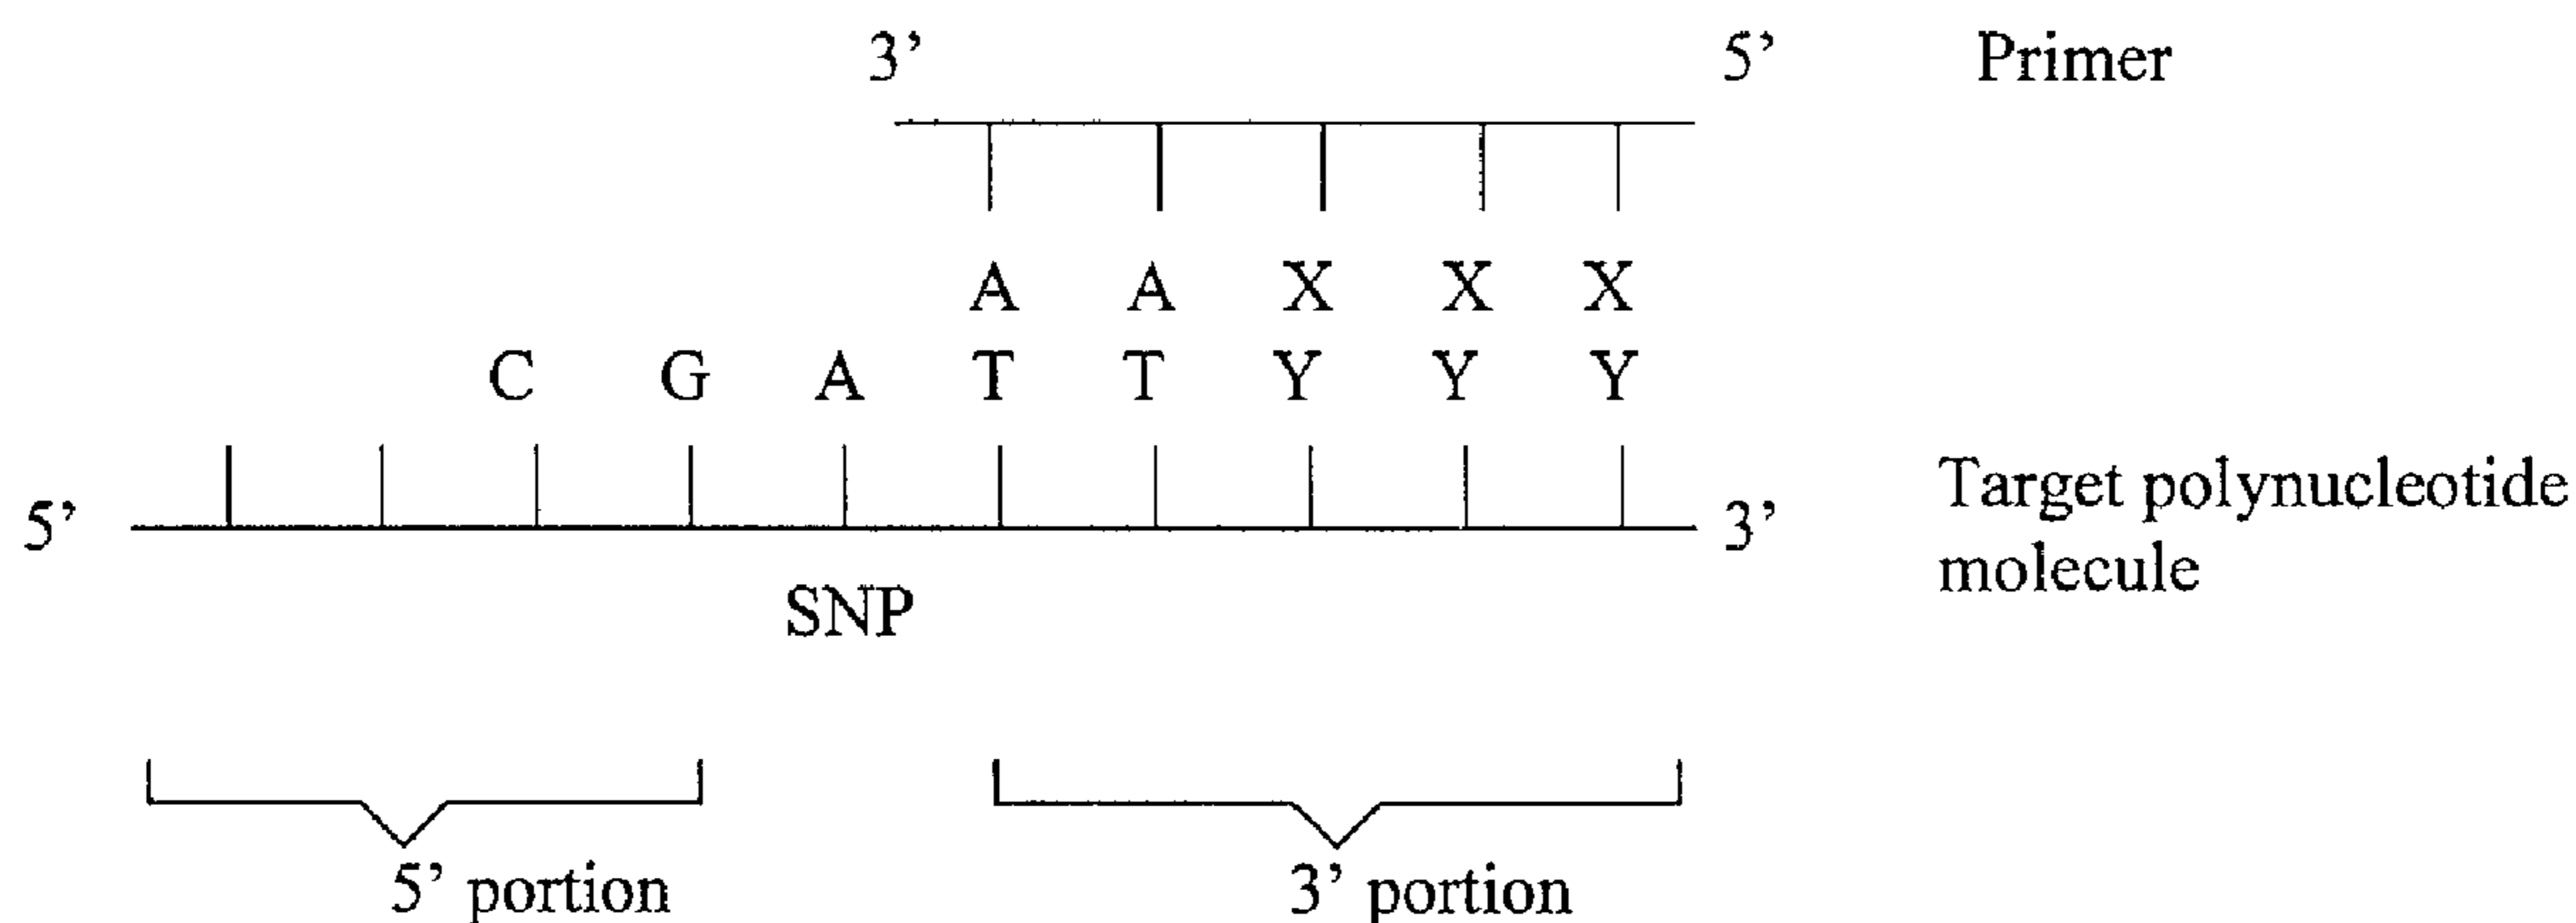 3’ 5’ Primer
A A X X X
C G A T T Y Y Y
5’ 3’ Target polynucleotide
molecule
SNP
5’ portion 3’ portion